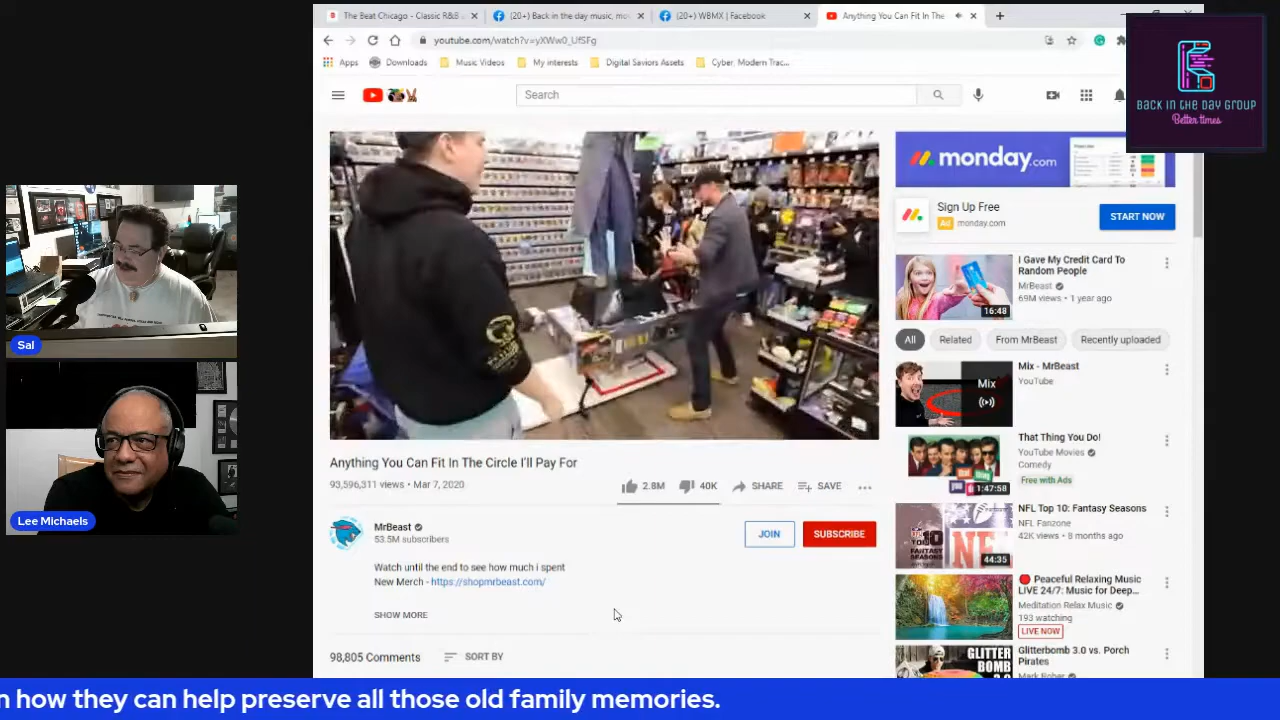 The Beat Chicago - Classic R&B &
(20+) Back in the day music, mo
(20+) WBMX | Facebook
Anything You Can Fit In The
youtube.com/watch?v=yXWw0_UfSFg
Apps
Downloads
Music Videos
My interests
Digital Saviors Assets
Cyber, Modern Trac...
Search
BACK IN THE DAY GROUP
Better times
monday.com
Sign Up Free
Ad monday.com
START NOW
I Gave My Credit Card To
Random People
MrBeast
69M views • 1 year ago
16:48
All
Related
From MrBeast
Recently uploaded
Mix
Mix - MrBeast
YouTube
That Thing You Do!
YouTube Movies
Comedy
Free with Ads
1:47:58
NFL Top 10: Fantasy Seasons
NFL Fanzone
42K views • 8 months ago
44:35
Peaceful Relaxing Music
LIVE 24/7: Music for Deep...
Meditation Relax Music
193 watching
LIVE NOW
GLITTER
BOMB
Glitterbomb 3.0 vs. Porch
Pirates
Mark Rober
Anything You Can Fit In The Circle I'll Pay For
93,596,311 views • Mar 7, 2020
2.8M
40K
SHARE
SAVE
MrBeast
53.5M subscribers
JOIN
SUBSCRIBE
Watch until the end to see how much i spent
New Merch - https://shopmrbeast.com/
SHOW MORE
98,805 Comments
SORT BY
Sal
Lee Michaels
how they can help preserve all those old family memories.